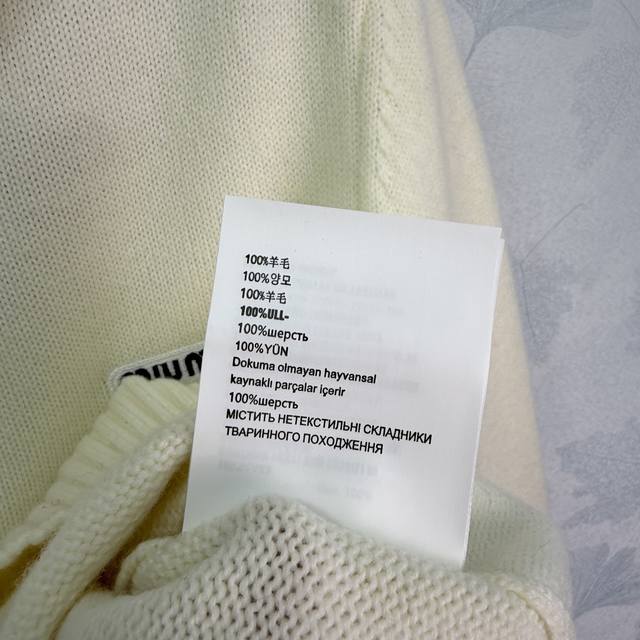 100%羊毛
100%양모
100%羊毛
100%ULL-
100%шерсть
100%YÜN
Dokuma olmayan hayvansal
kaynaklı parçalar içerir
100%шерсть
МІСТИТЬ НЕТЕКСТИЛЬНІ СКЛАДНИКИ
ТВАРИННОГО ПОХОДЖЕННЯ